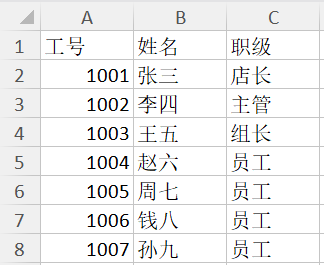 A B C
1 工号 姓名 职级
2 1001 张三 店长
3 1002 李四 主管
4 1003 王五 组长
5 1004 赵六 员工
6 1005 周七 员工
7 1006 钱八 员工
8 1007 孙九 员工